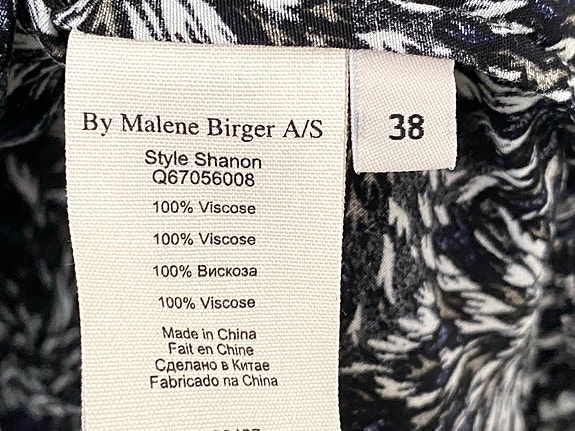 By Malene Birger A/S
38
Style Shanon
Q67056008
100% Viscose
100% Viscose
100% Вискоза
100% Viscose
Made in China
Fait en Chine
Сделано в Китае
Fabricado na China